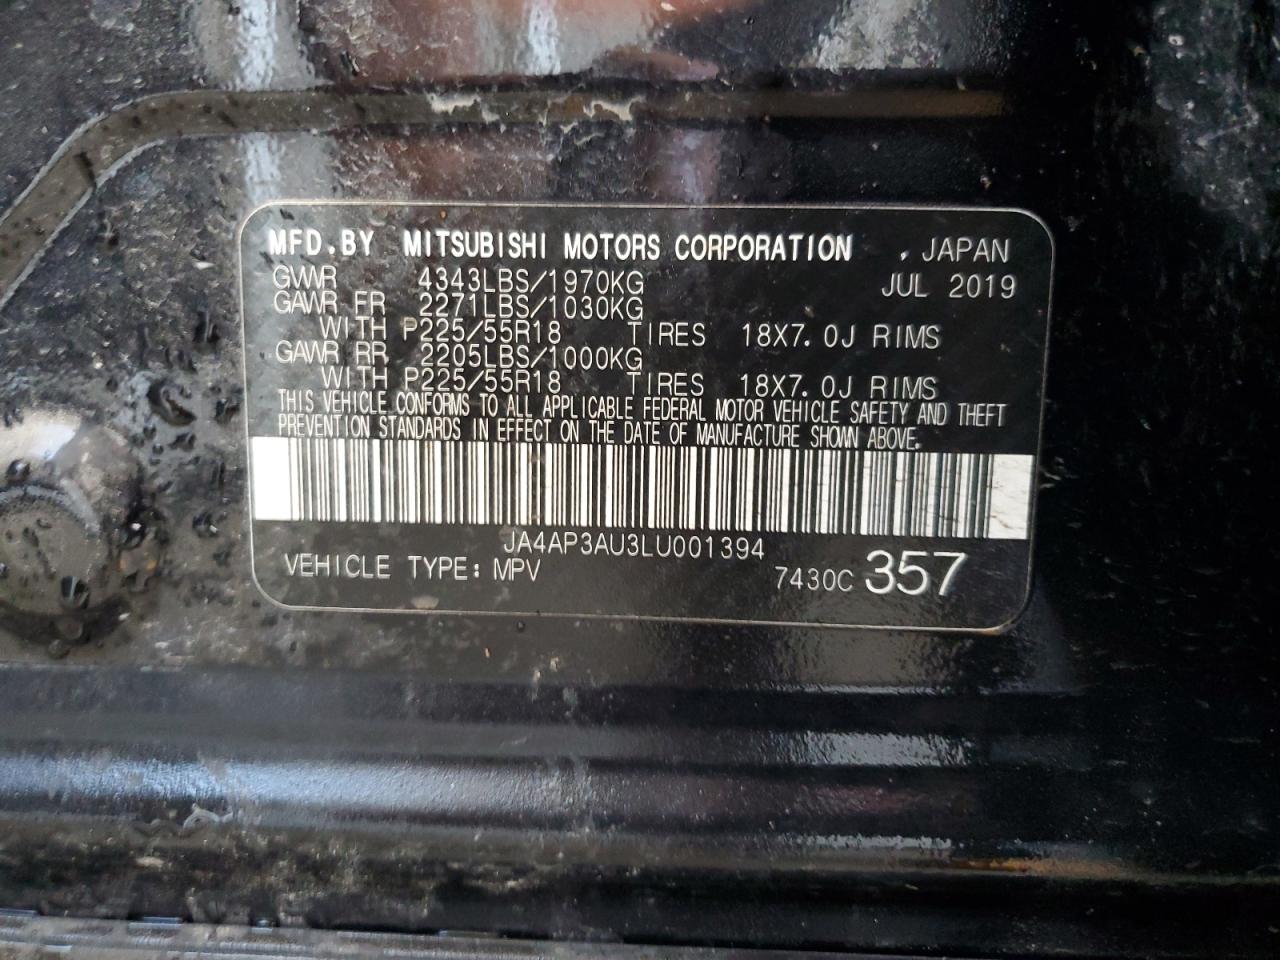 MFD.BY MITSUBISHI MOTORS CORPORATION , JAPAN
GVWR 4343LBS/1970KG JUL 2019
GAWR FR 2271LBS/1030KG
WITH P225/55R18 TIRES 18X7.0J RIMS
GAWR RR 2205LBS/1000KG
WITH P225/55R18 TIRES 18X7.0J RIMS
THIS VEHICLE CONFORMS TO ALL APPLICABLE FEDERAL MOTOR VEHICLE SAFETY AND THEFT
PREVENTION STANDARDS IN EFFECT ON THE DATE OF MANUFACTURE SHOWN ABOVE.
JA4AP3AU3LU001394
VEHICLE TYPE: MPV 7430C 357